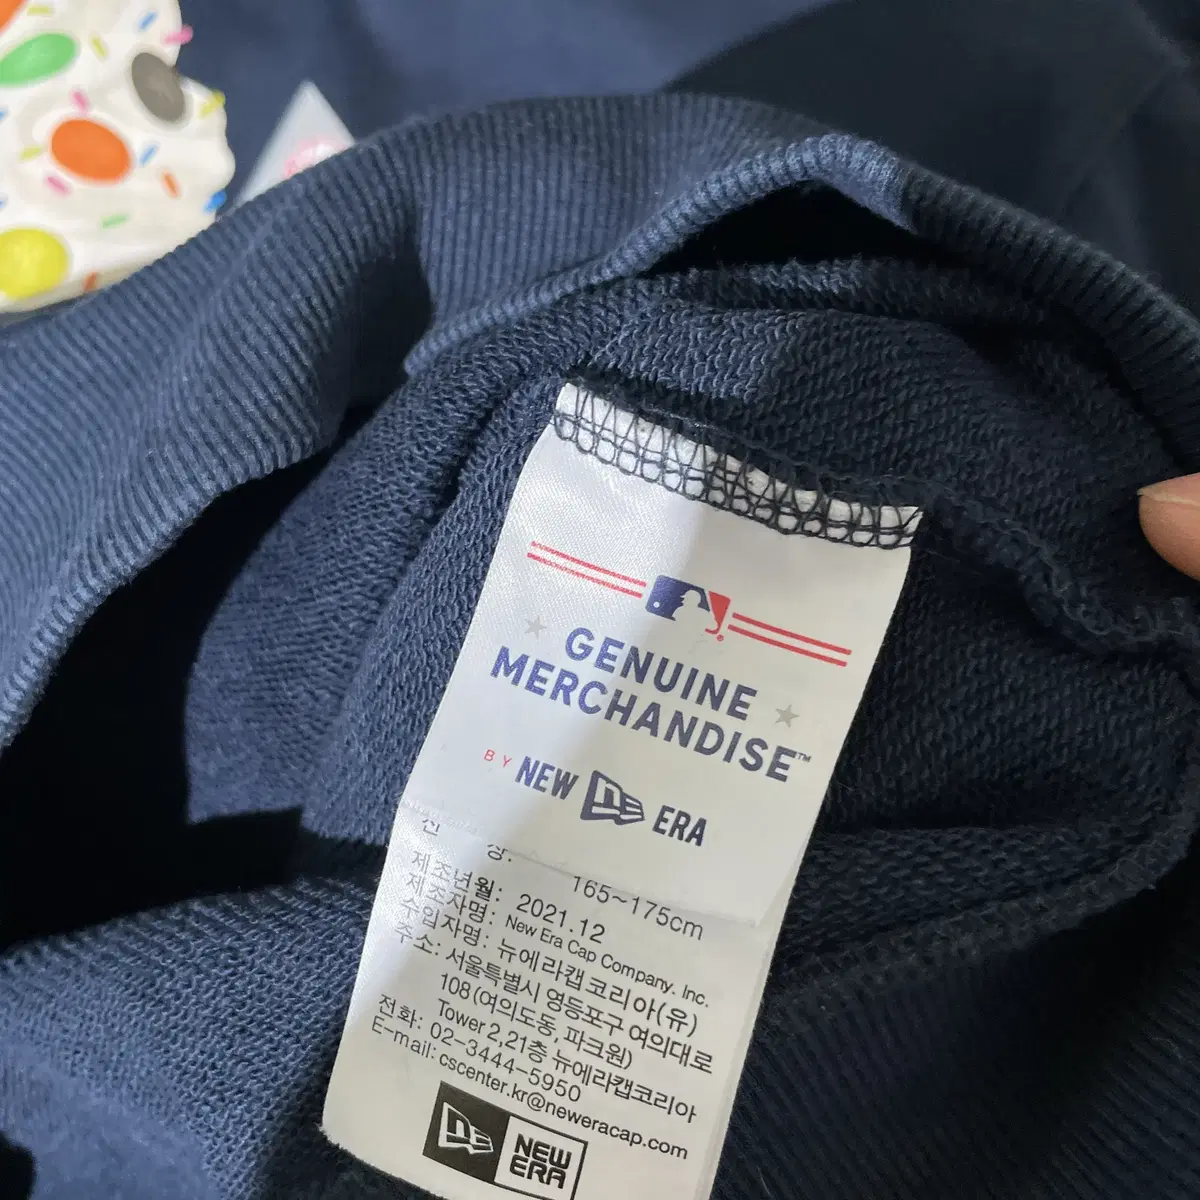 GENUINE
MERCHANDISE™
BY NEW ERA
165~175cm
제조년월: 2021.12
제조자명: New Era Cap Company. Inc.
수입자명: 뉴에라캡코리아(유)
주소: 서울특별시 영등포구 여의대로
108(여의도동, 파크원)
Tower 2,21층 뉴에라캡코리아
전화: 02-3444-5950
E-mail: cscenter.kr@neweracap.com
NEW
ERA